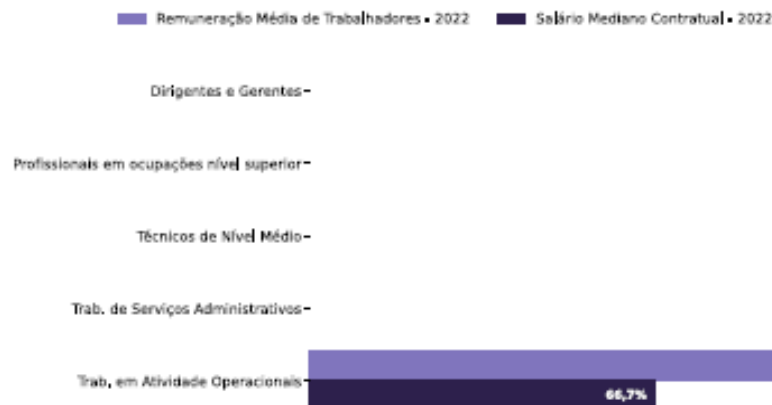 Remuneração Média de Trabalhadores - 2022 Salário Mediano Contratual - 2022
Dirigentes e Gerentes
Profissionais em ocupações nível superior
Técnicos de Nível Médio
Trab. de Serviços Administrativos
Trab. em Atividade Operacionais
66,7%